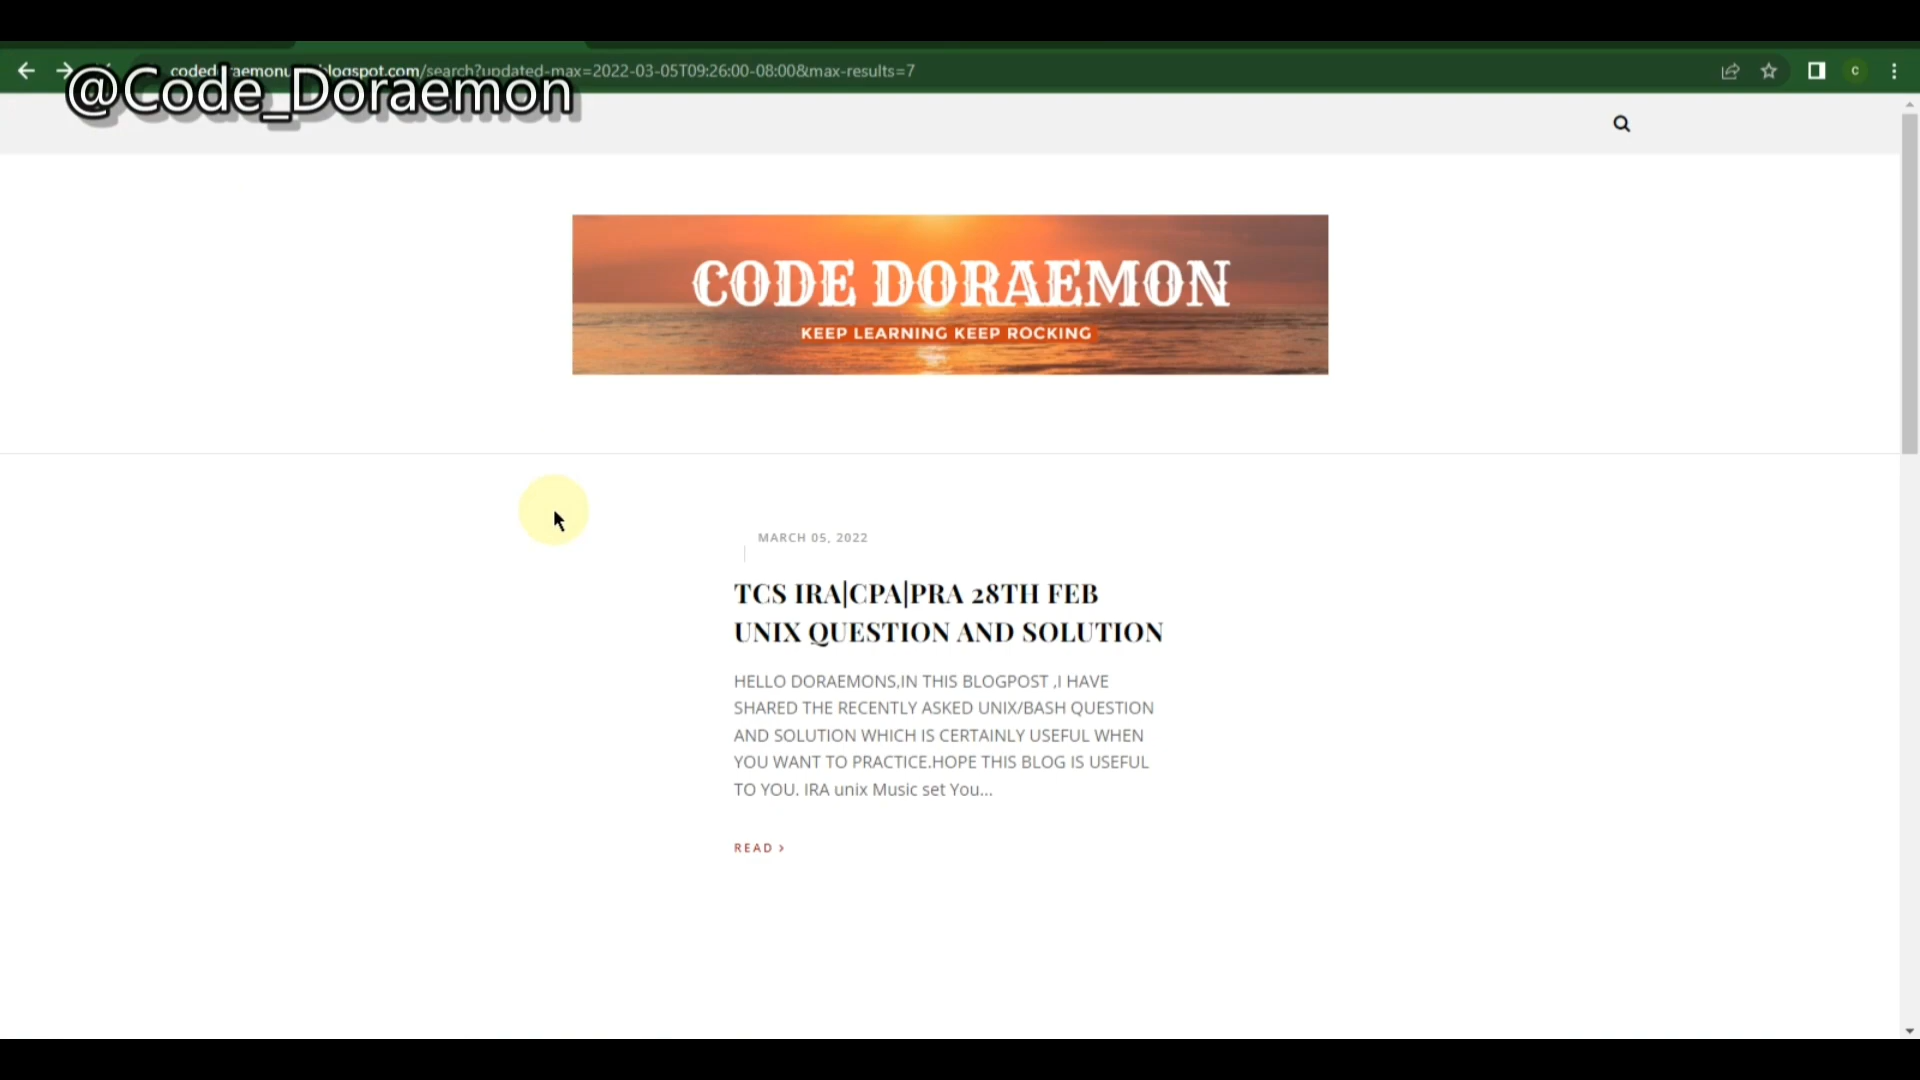 blogspot.com/search?updated-max=2022-03-05T09:26:00-08:00&max-results=7
@Code_Doraemon
CODE DORAEMON
KEEP LEARNING KEEP ROCKING
MARCH 05, 2022
TCS IRA|CPA|PRA 28TH FEB
UNIX QUESTION AND SOLUTION
HELLO DORAEMONS,IN THIS BLOGPOST ,I HAVE
SHARED THE RECENTLY ASKED UNIX/BASH QUESTION
AND SOLUTION WHICH IS CERTAINLY USEFUL WHEN
YOU WANT TO PRACTICE.HOPE THIS BLOG IS USEFUL
TO YOU. IRA unix Music set You...
READ >